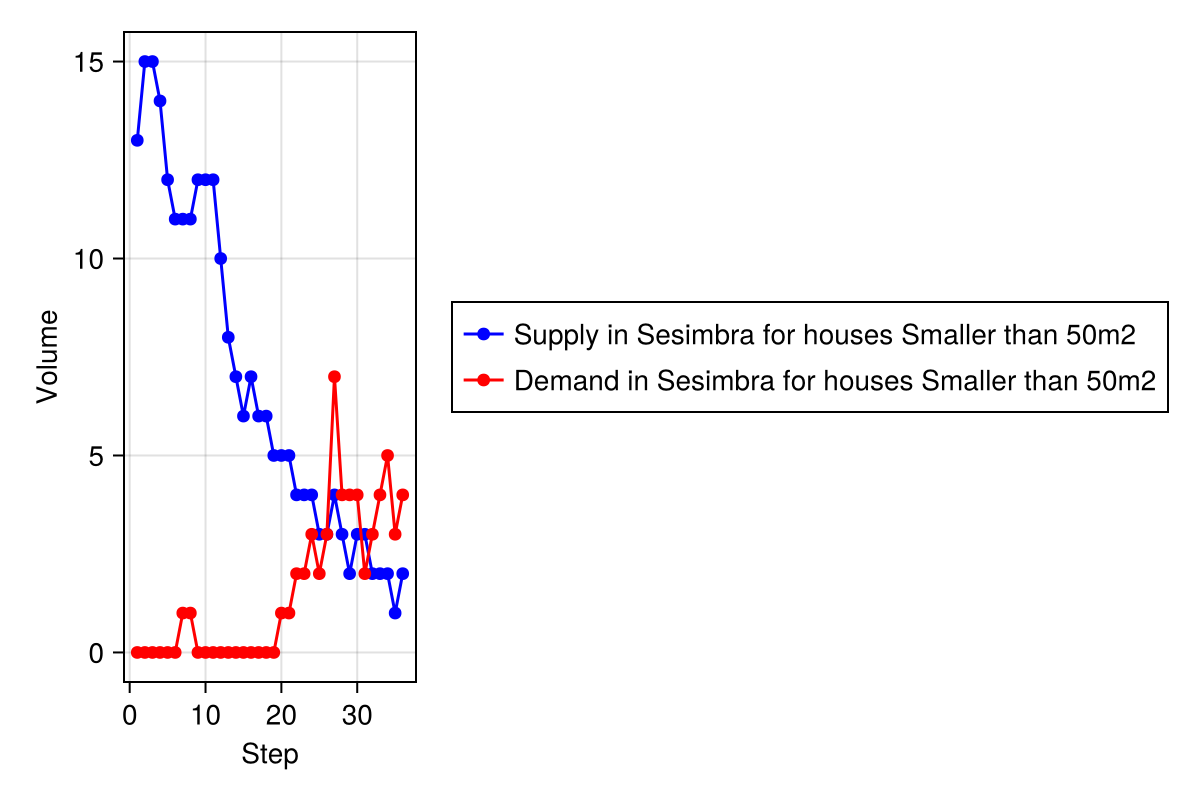 15
10
5
0
Volume
0 10 20 30
Step
Supply in Sesimbra for houses Smaller than 50m2
Demand in Sesimbra for houses Smaller than 50m2